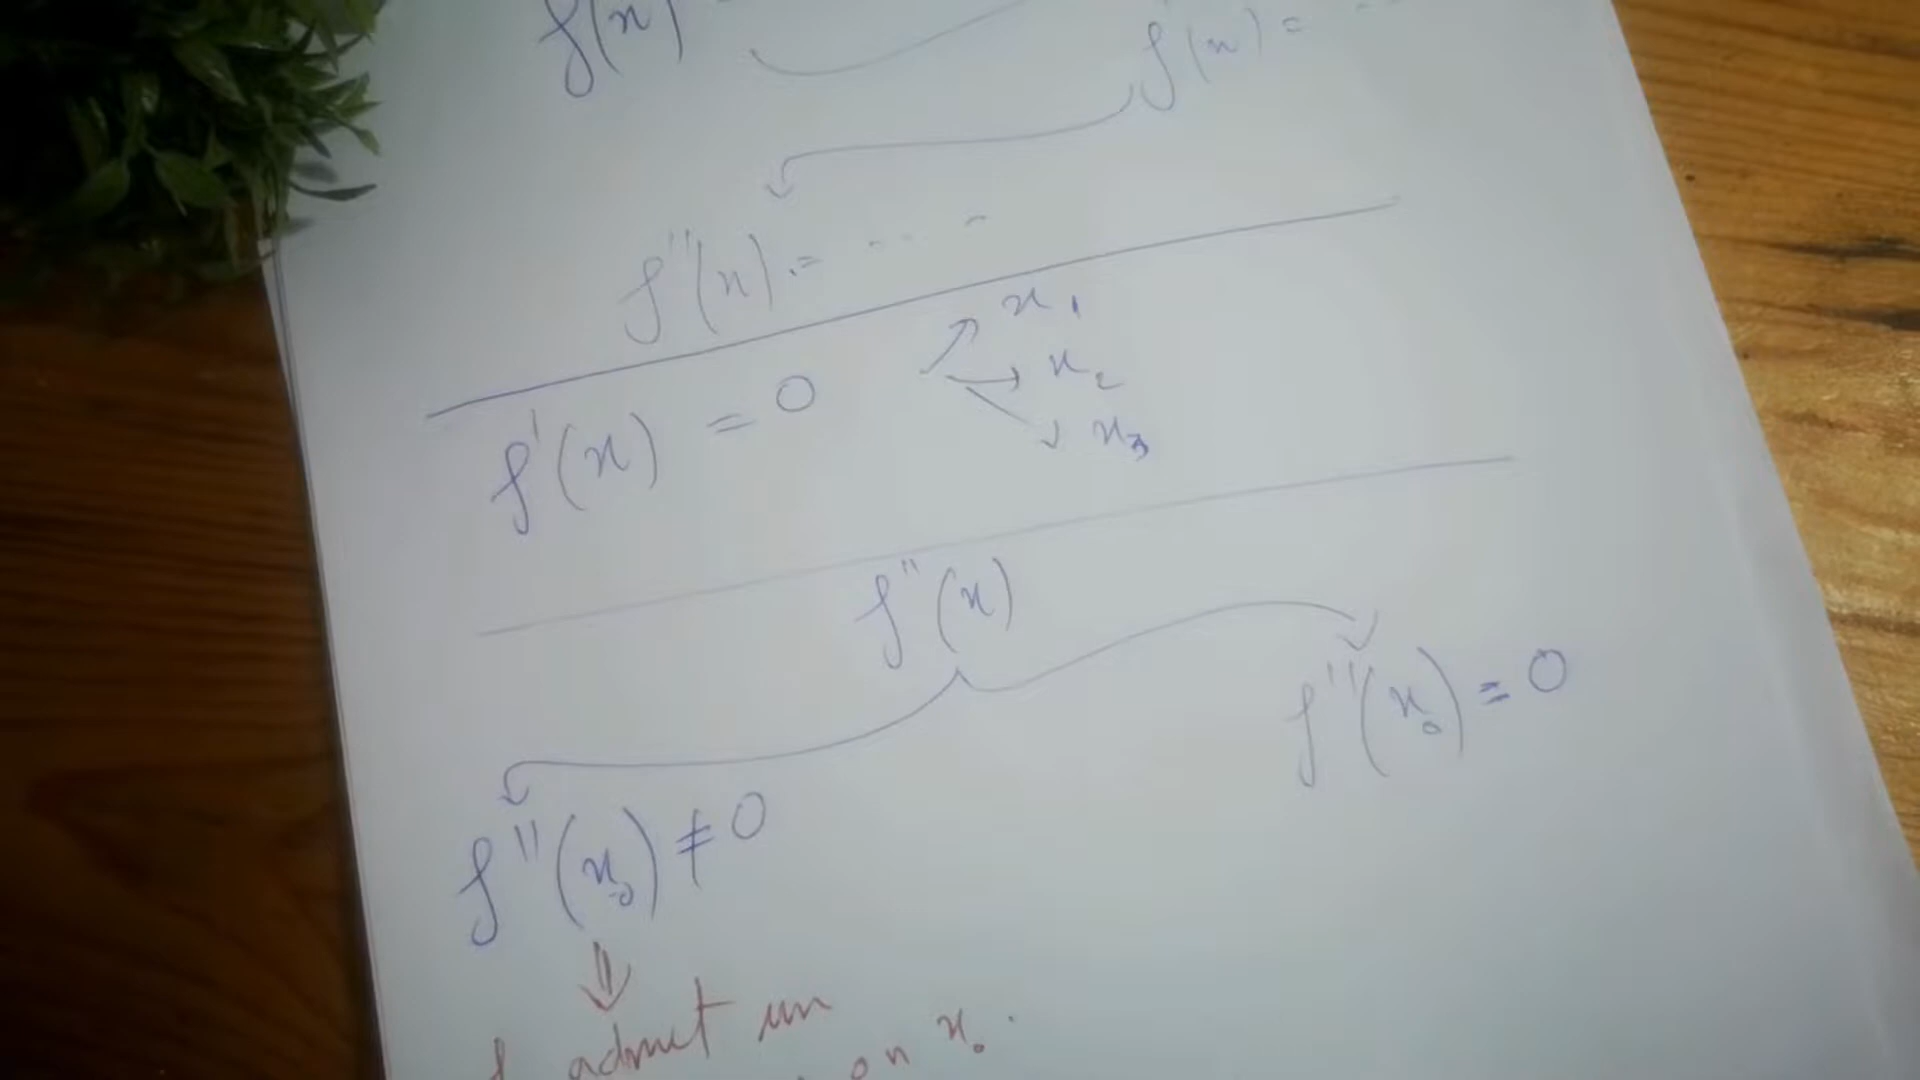 f(x)
f'(x) = ...
f''(x) = .... -
x₁
f'(x) = 0 x₂
x₃
f''(x)
f''(x₀) = 0
f''(x₀) ≠ 0
⇓
f admet un
en x₀.